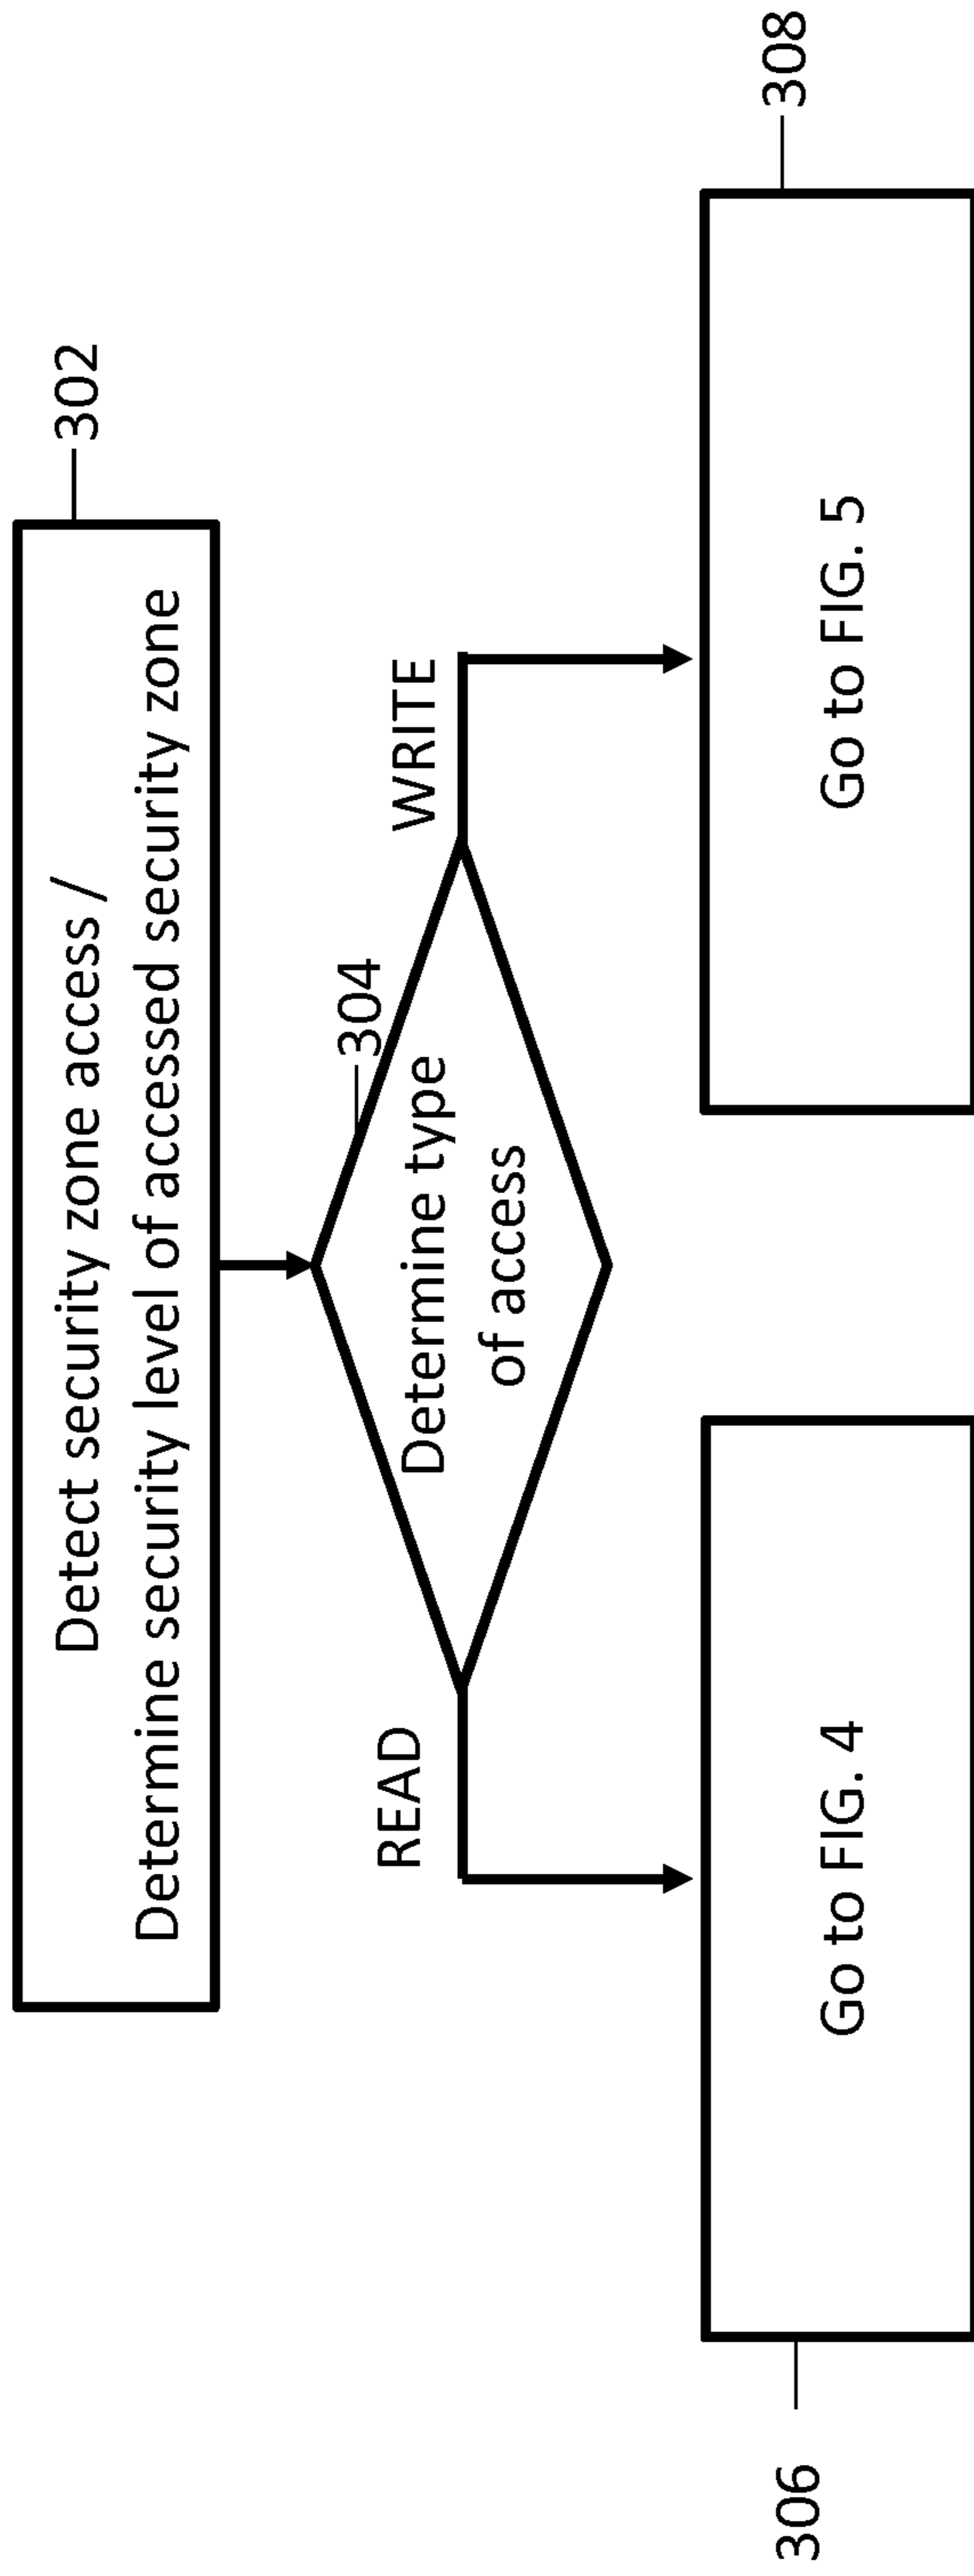 Detect security zone access /
Determine security level of accessed security zone
302
304
Determine type
of access
READ
WRITE
306
Go to FIG. 4
Go to FIG. 5
308